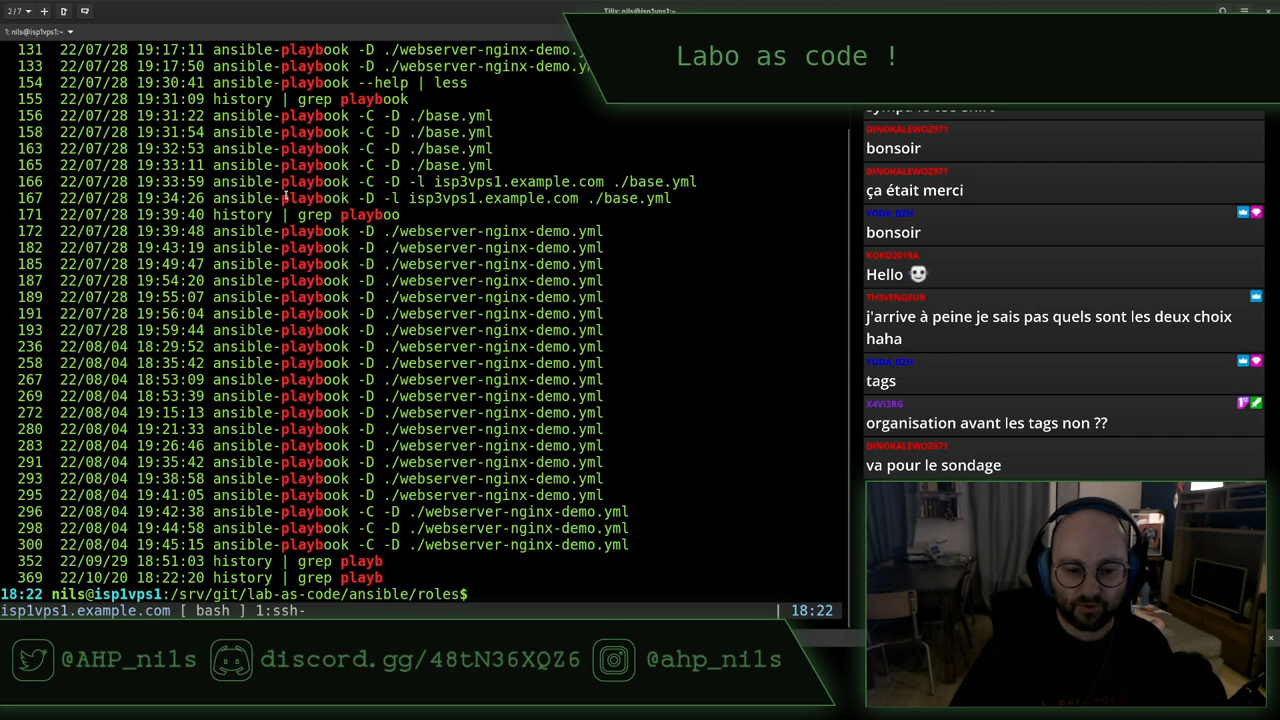 2/7
Tilix: nils@isp1vps1:~
1: nils@isp1vps1:~
Labo as code !
131 22/07/28 19:17:11 ansible-playbook -D ./webserver-nginx-demo.
133 22/07/28 19:17:50 ansible-playbook -D ./webserver-nginx-demo.y
154 22/07/28 19:30:41 ansible-playbook --help | less
155 22/07/28 19:31:09 history | grep playbook
156 22/07/28 19:31:22 ansible-playbook -C -D ./base.yml
158 22/07/28 19:31:54 ansible-playbook -C -D ./base.yml
163 22/07/28 19:32:53 ansible-playbook -C -D ./base.yml
165 22/07/28 19:33:11 ansible-playbook -C -D ./base.yml
166 22/07/28 19:33:59 ansible-playbook -C -D -l isp3vps1.example.com ./base.yml
167 22/07/28 19:34:26 ansible-playbook -D -l isp3vps1.example.com ./base.yml
171 22/07/28 19:39:40 history | grep playboo
172 22/07/28 19:39:48 ansible-playbook -D ./webserver-nginx-demo.yml
182 22/07/28 19:43:19 ansible-playbook -D ./webserver-nginx-demo.yml
185 22/07/28 19:49:47 ansible-playbook -D ./webserver-nginx-demo.yml
187 22/07/28 19:54:20 ansible-playbook -D ./webserver-nginx-demo.yml
189 22/07/28 19:55:07 ansible-playbook -D ./webserver-nginx-demo.yml
191 22/07/28 19:56:04 ansible-playbook -D ./webserver-nginx-demo.yml
193 22/07/28 19:59:44 ansible-playbook -D ./webserver-nginx-demo.yml
236 22/08/04 18:29:52 ansible-playbook -D ./webserver-nginx-demo.yml
258 22/08/04 18:35:42 ansible-playbook -D ./webserver-nginx-demo.yml
267 22/08/04 18:53:09 ansible-playbook -D ./webserver-nginx-demo.yml
269 22/08/04 18:53:39 ansible-playbook -D ./webserver-nginx-demo.yml
272 22/08/04 19:15:13 ansible-playbook -D ./webserver-nginx-demo.yml
280 22/08/04 19:21:33 ansible-playbook -D ./webserver-nginx-demo.yml
283 22/08/04 19:26:46 ansible-playbook -D ./webserver-nginx-demo.yml
291 22/08/04 19:35:42 ansible-playbook -D ./webserver-nginx-demo.yml
293 22/08/04 19:38:58 ansible-playbook -D ./webserver-nginx-demo.yml
295 22/08/04 19:41:05 ansible-playbook -D ./webserver-nginx-demo.yml
296 22/08/04 19:42:38 ansible-playbook -C -D ./webserver-nginx-demo.yml
298 22/08/04 19:44:58 ansible-playbook -C -D ./webserver-nginx-demo.yml
300 22/08/04 19:45:15 ansible-playbook -C -D ./webserver-nginx-demo.yml
352 22/09/29 18:51:03 history | grep playb
369 22/10/20 18:22:20 history | grep playb
18:22 nils@isp1vps1:/srv/git/lab-as-code/ansible/roles$
isp1vps1.example.com [ bash ] 1:ssh- | 18:22
DINOKALEWOZ971
bonsoir
DINOKALEWOZ971
ça était merci
YODA_BZH
bonsoir
KOKO2019A
Hello
TH3VENGEUR
j'arrive à peine je sais pas quels sont les deux choix
haha
YODA_BZH
tags
X4VI3RG
organisation avant les tags non ??
DINOKALEWOZ971
va pour le sondage
@AHP_nils discord.gg/48tN36XQZ6 @ahp_nils